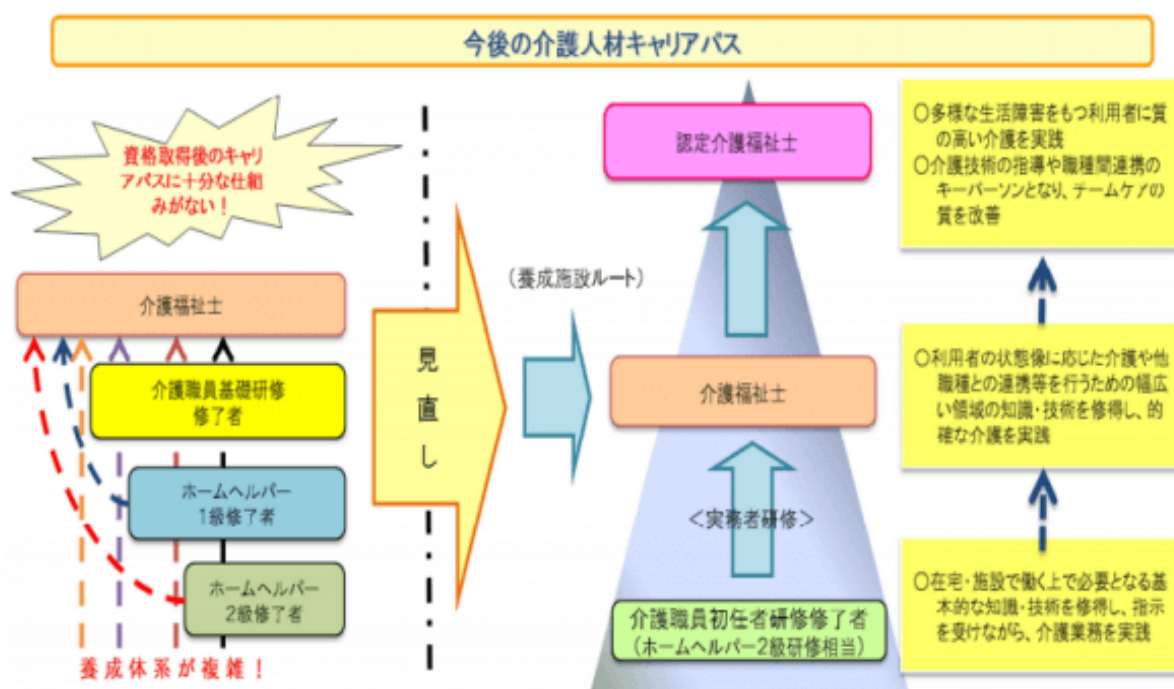 今後の介護人材キャリアパス
資格取得後のキャリ
アパスに十分な仕組
みがない！
介護福祉士
介護職員基礎研修
修了者
ホームヘルパー
1級修了者
ホームヘルパー
2級修了者
養成体系が複雑！
見直し
（養成施設ルート）
認定介護福祉士
介護福祉士
＜実務者研修＞
介護職員初任者研修修了者
（ホームヘルパー2級研修相当）
○多様な生活障害をもつ利用者に質
の高い介護を実践
○介護技術の指導や職種間連携の
キーパーソンとなり、チームケアの
質を改善
○利用者の状態像に応じた介護や他
職種との連携等を行うための幅広
い領域の知識・技術を修得し、的
確な介護を実践
○在宅・施設で働く上で必要となる基
本的な知識・技術を修得し、指示
を受けながら、介護業務を実践